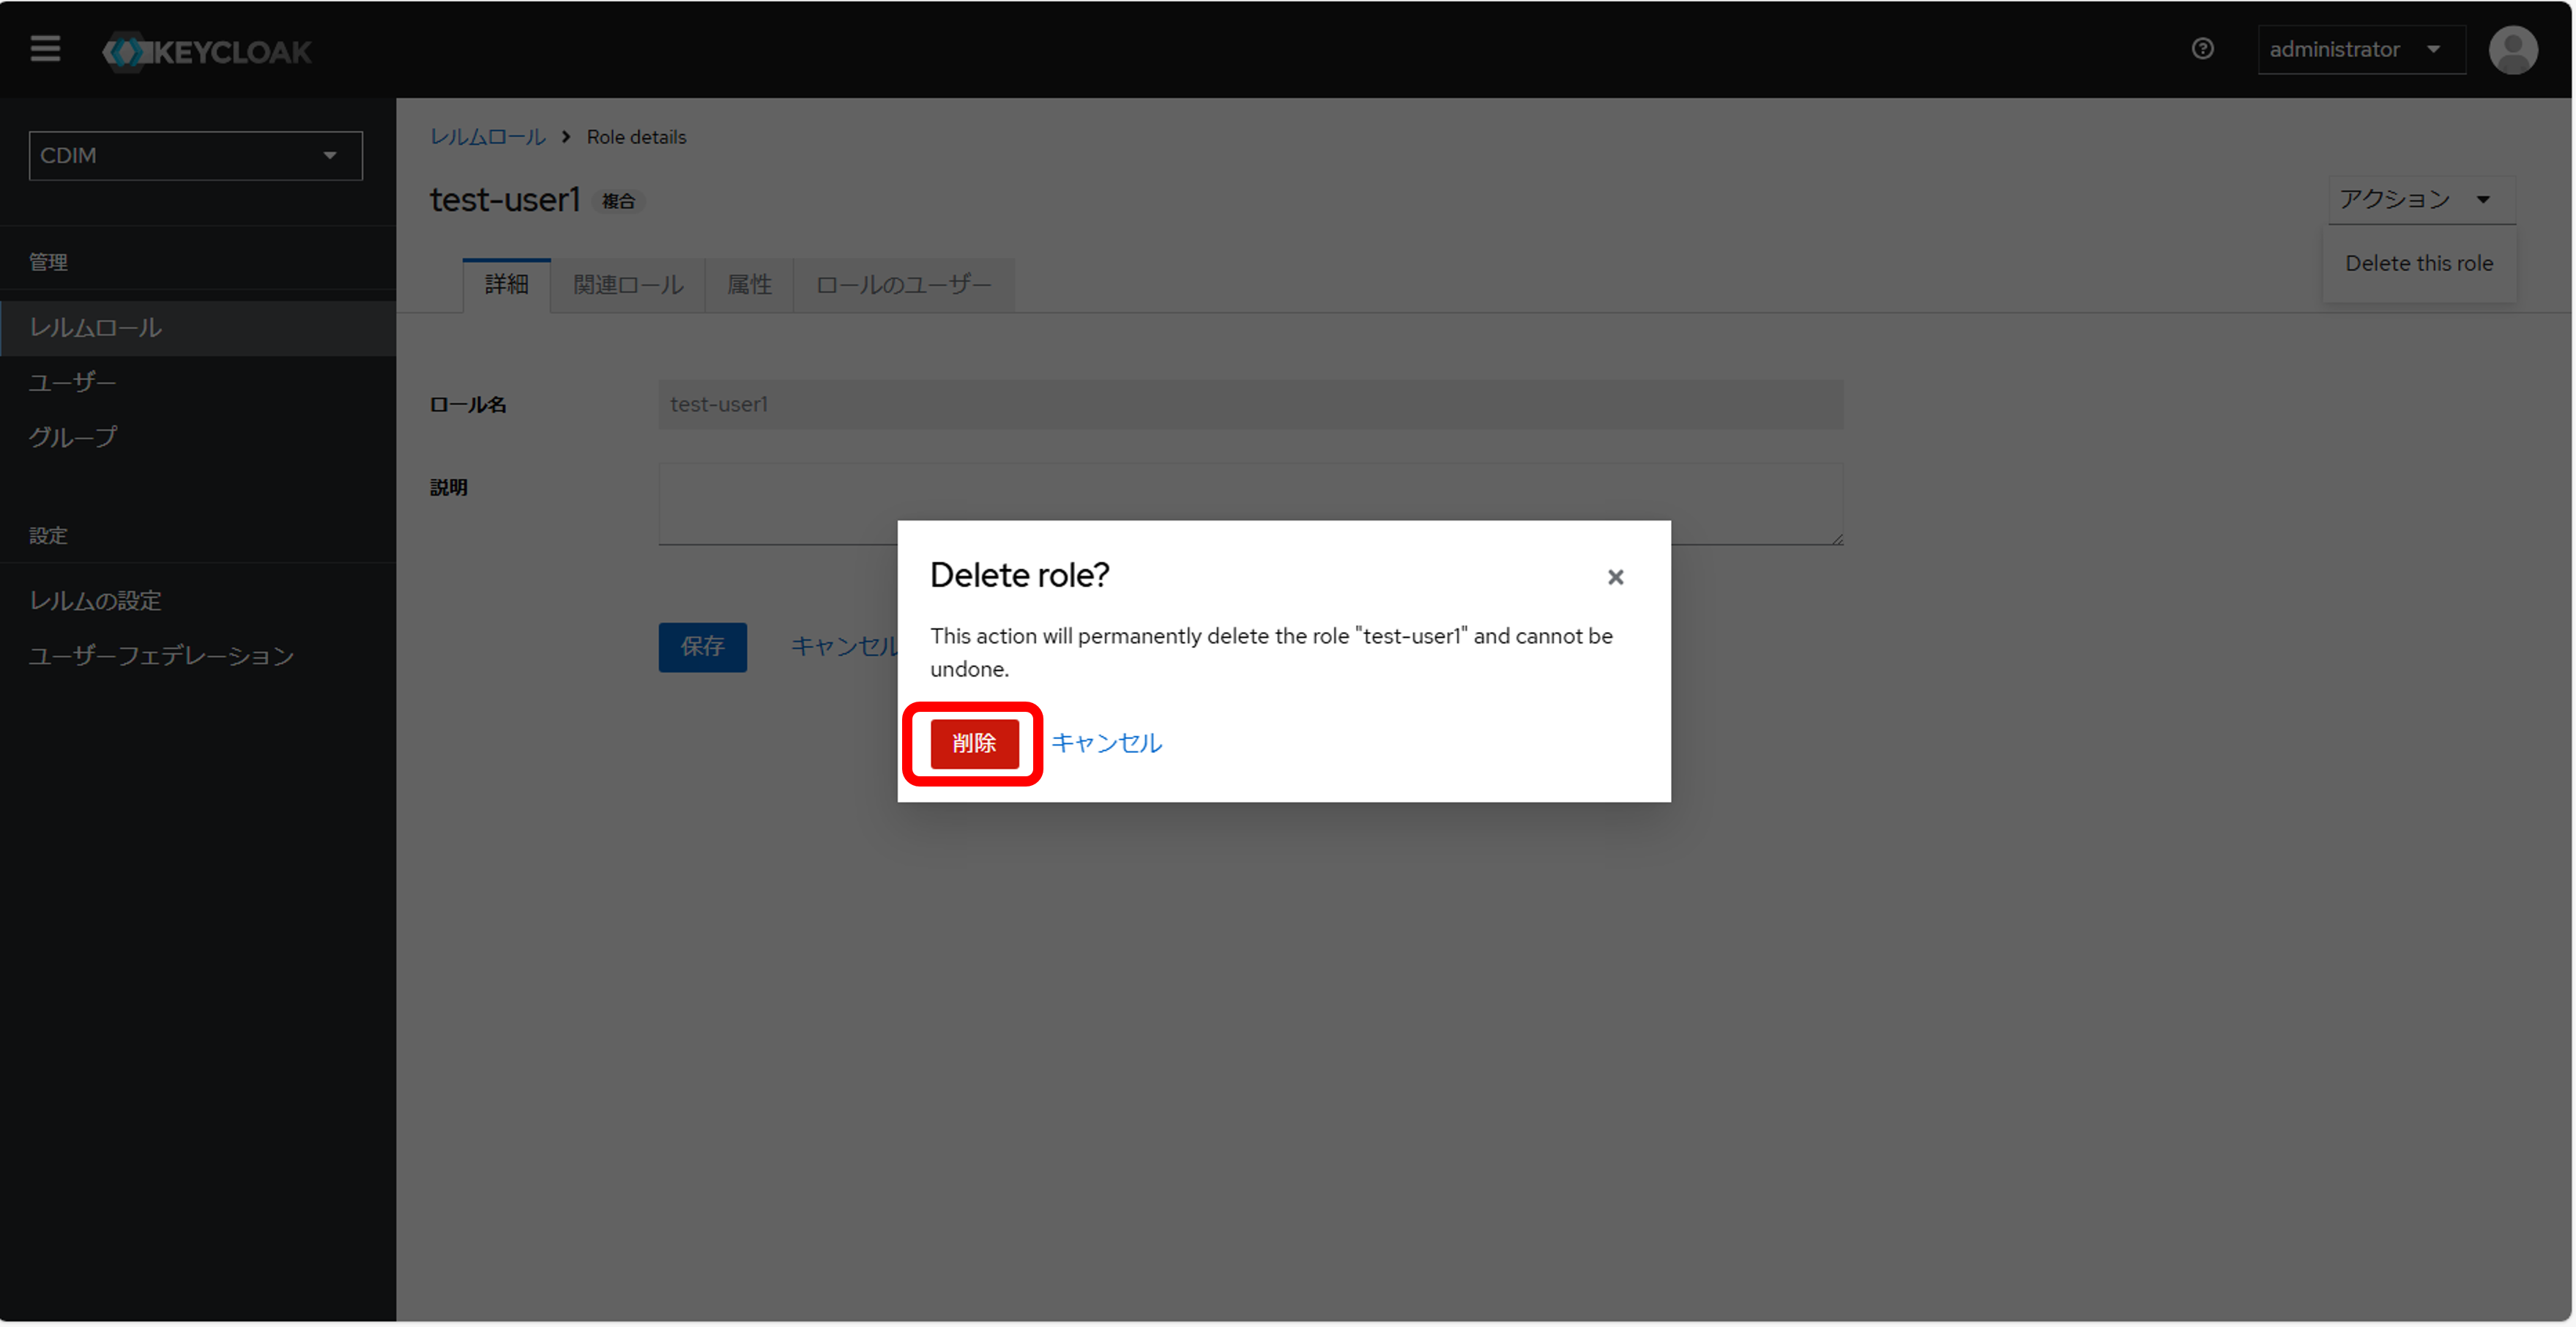 KEYCLOAK
administrator
CDIM
管理
レルムロール
ユーザー
グループ
設定
レルムの設定
ユーザーフェデレーション
レルムロール Role details
test-user1 複合
アクション
Delete this role
詳細 関連ロール 属性 ロールのユーザー
ロール名 test-user1
説明
保存 キャンセル
Delete role?
This action will permanently delete the role "test-user1" and cannot be
undone.
削除 キャンセル